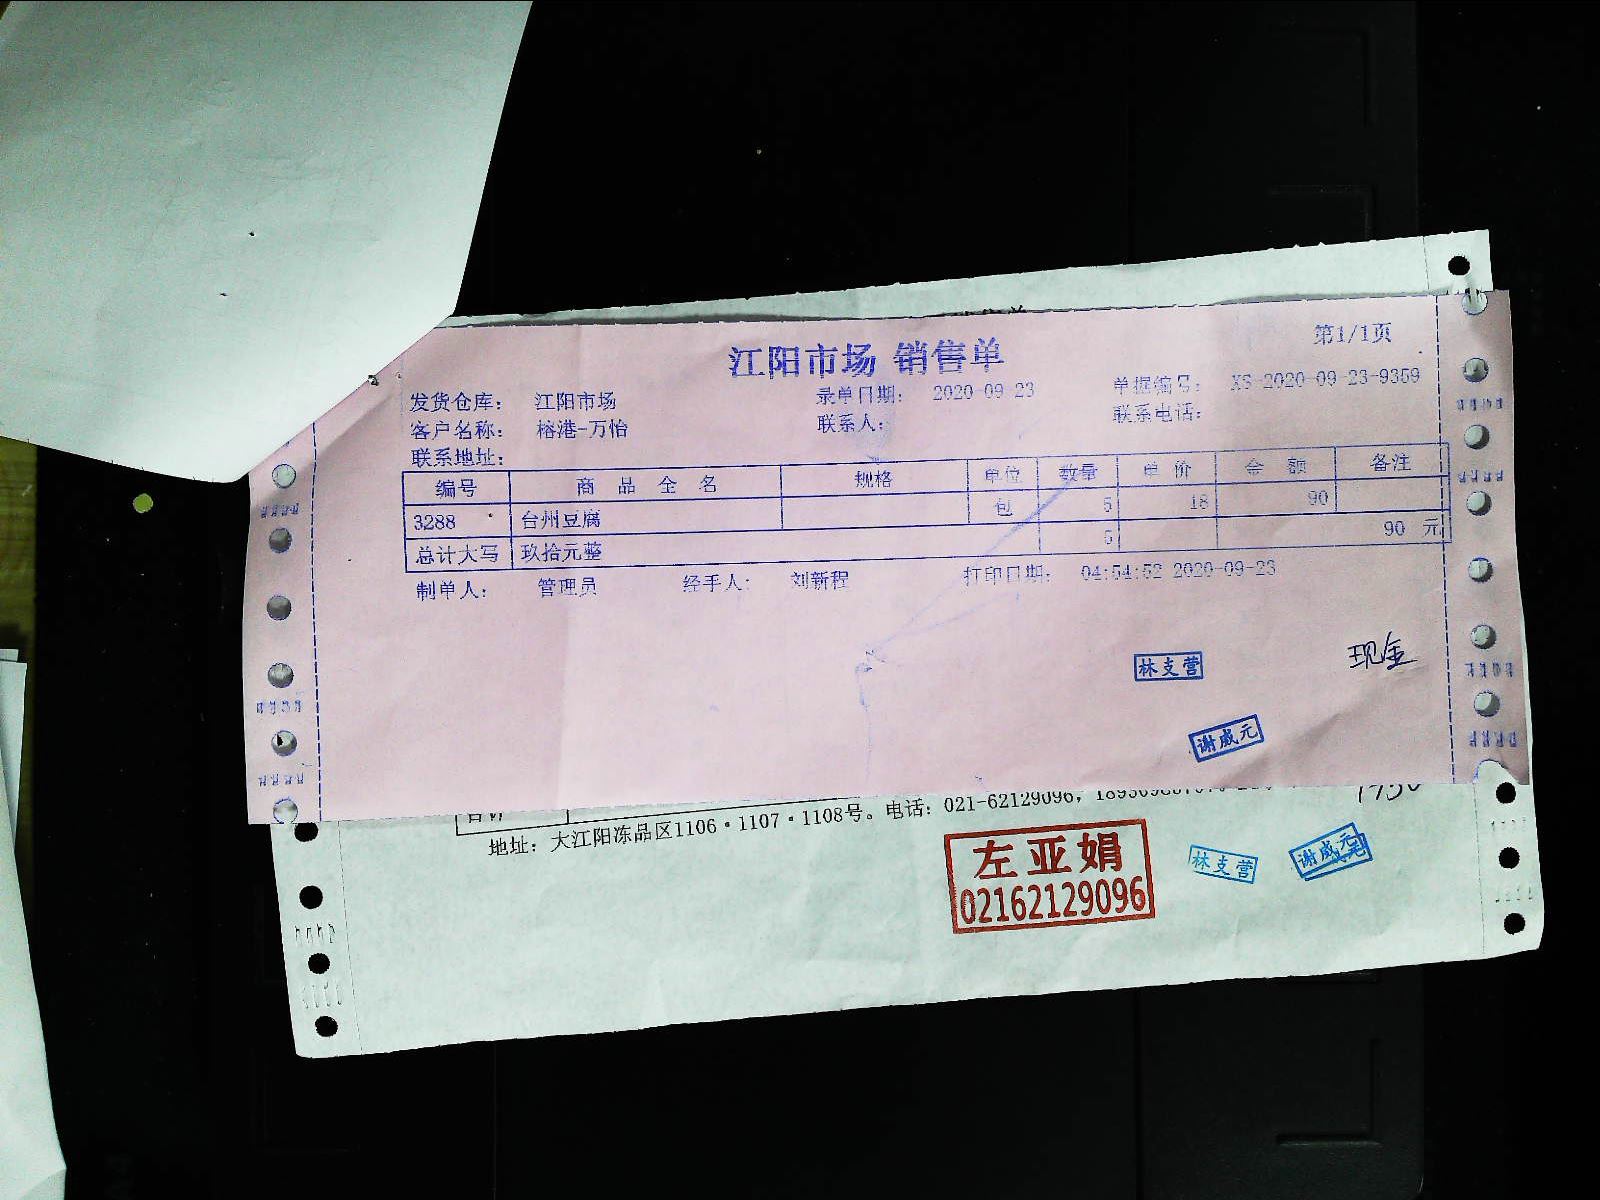 江阳市场 销售单
第1/1页
发货仓库： 江阳市场 录单日期： 2020-09-23 单据编号： XS-2020-09-23-9359
客户名称： 榕港-万怡 联系人： 联系电话：
联系地址：
编号 商品全名 规格 单位 数量 单价 金额 备注
3288 台州豆腐 包 5 18 90
总计大写 玖拾元整 5 90 元
制单人： 管理员 经手人： 刘新程 打印日期： 04:54:52 2020-09-23
林支营
现金
谢威元
合计
地址：大江阳冻品区1106·1107·1108号。电话：021-62129096，
左亚娟
02162129096
林支营
谢威元